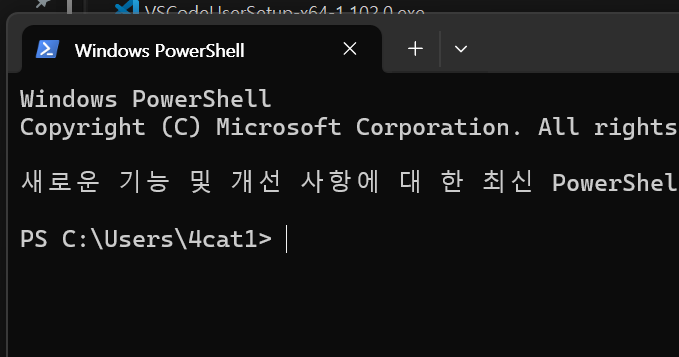 VSCodeUserSetup-x64-1.102.0.exe
Windows PowerShell
Windows PowerShell
Copyright (C) Microsoft Corporation. All rights
새로운 기능 및 개선 사항에 대 한 최신 PowerShel
PS C:\Users\4cat1>